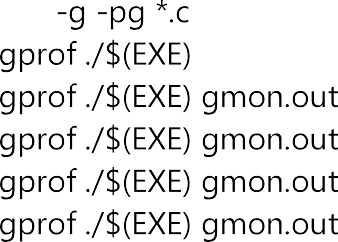 -g -pg *.c
gprof ./$(EXE)
gprof ./$(EXE) gmon.out
gprof ./$(EXE) gmon.out
gprof ./$(EXE) gmon.out
gprof ./$(EXE) gmon.out